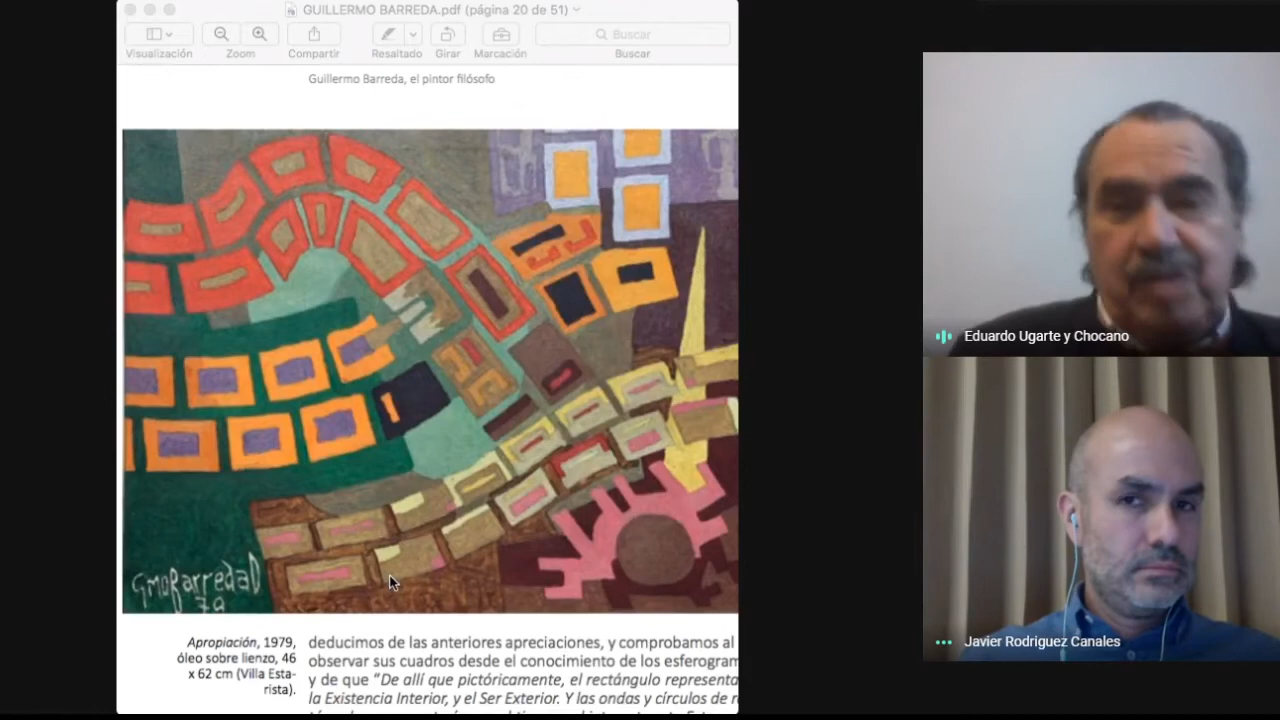 GUILLERMO BARREDA.pdf (página 20 de 51)
Buscar
Visualización
Zoom
Compartir
Resaltado
Girar
Marcación
Buscar
Guillermo Barreda, el pintor filósofo
GmoBarredaD
79
Apropiación, 1979,
óleo sobre lienzo, 46
x 62 cm (Villa Esta-
rista).
deducimos de las anteriores apreciaciones, y comprobamos al
observar sus cuadros desde el conocimiento de los esferogram
y de que “De allí que pictóricamente, el rectángulo representa
la Existencia Interior, y el Ser Exterior. Y las ondas y círculos de
Eduardo Ugarte y Chocano
Javier Rodriguez Canales